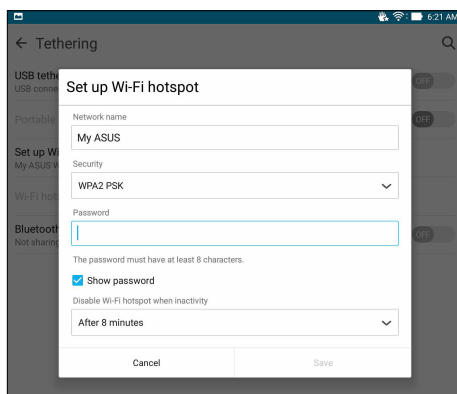 6:21 AM
Tethering
USB tethe
OFF
USB conne
Portable
OFF
Set up Wi
My ASUS W
Wi-Fi hot
Bluetooth
OFF
Not sharing
Set up Wi-Fi hotspot
Network name
My ASUS
Security
WPA2 PSK
Password
The password must have at least 8 characters.
Show password
Disable Wi-Fi hotspot when inactivity
After 8 minutes
Cancel Save